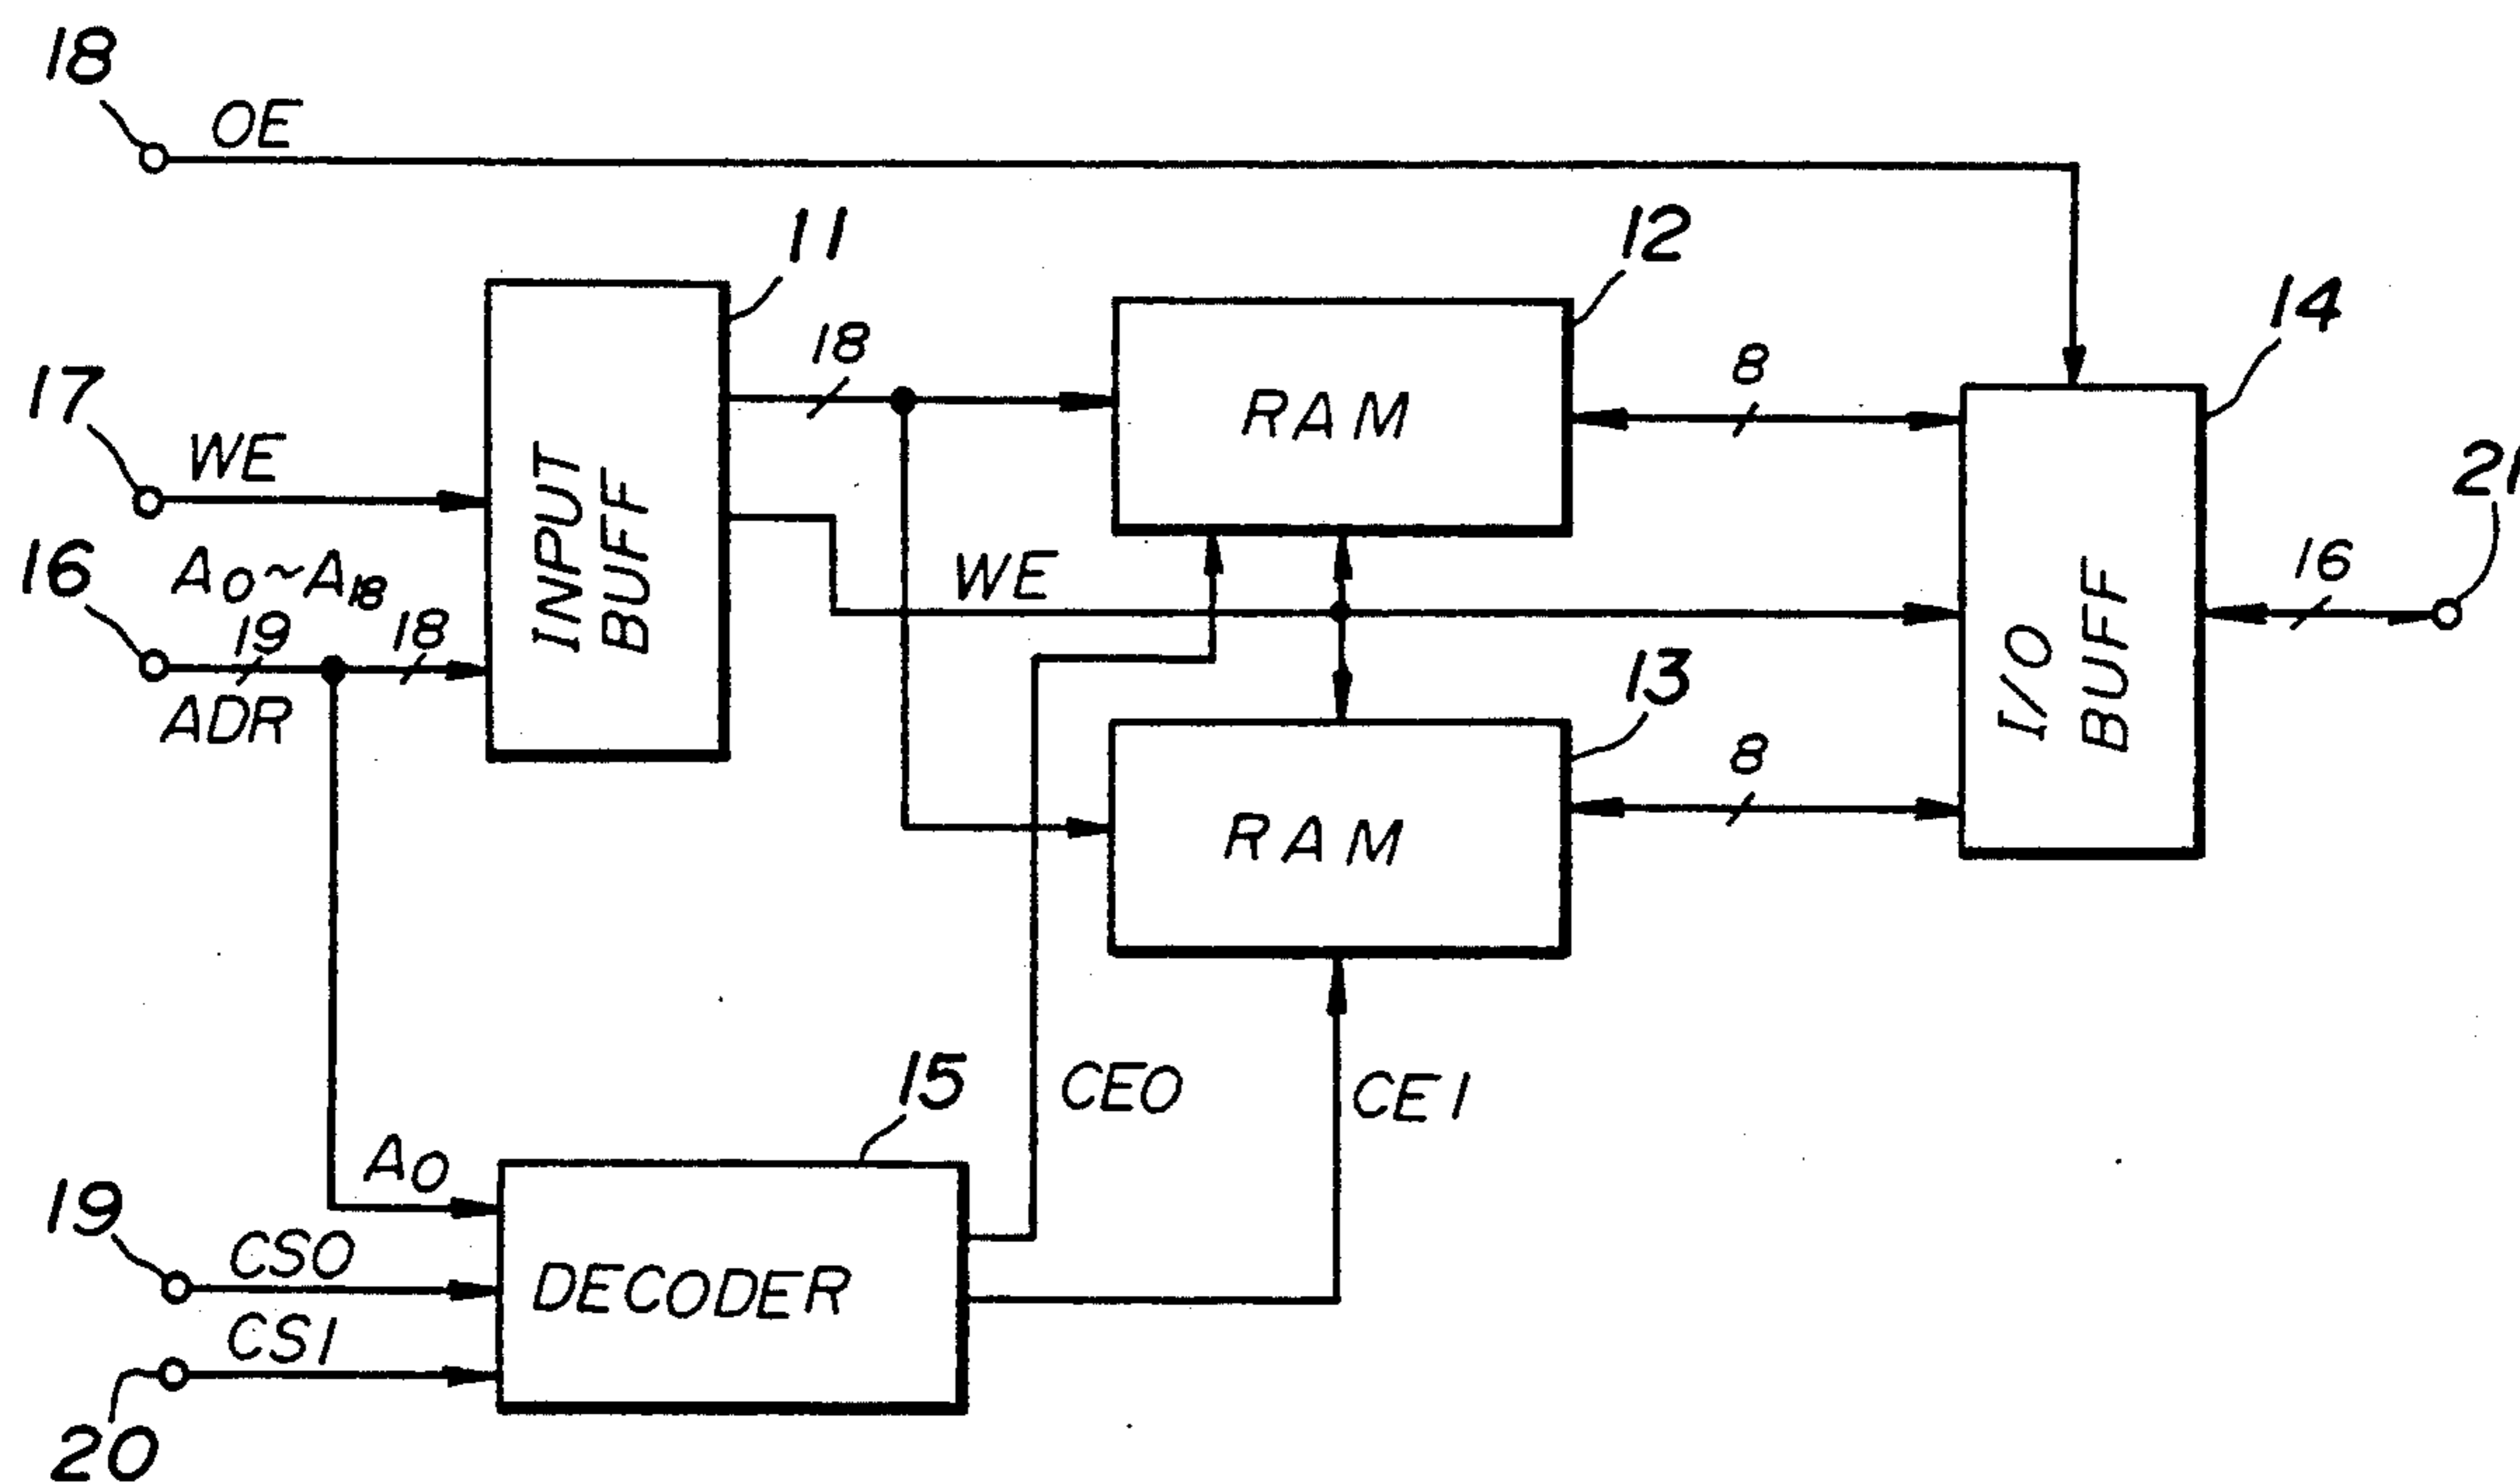 18
OE
11
12
14
18
8
17
WE
RAM
INPUT
BUFF
21
16
A0~A18
19
18
WE
16
ADR
I/O
BUFF
13
8
RAM
15
CE0
CE1
A0
19
CS0
DECODER
CS1
20